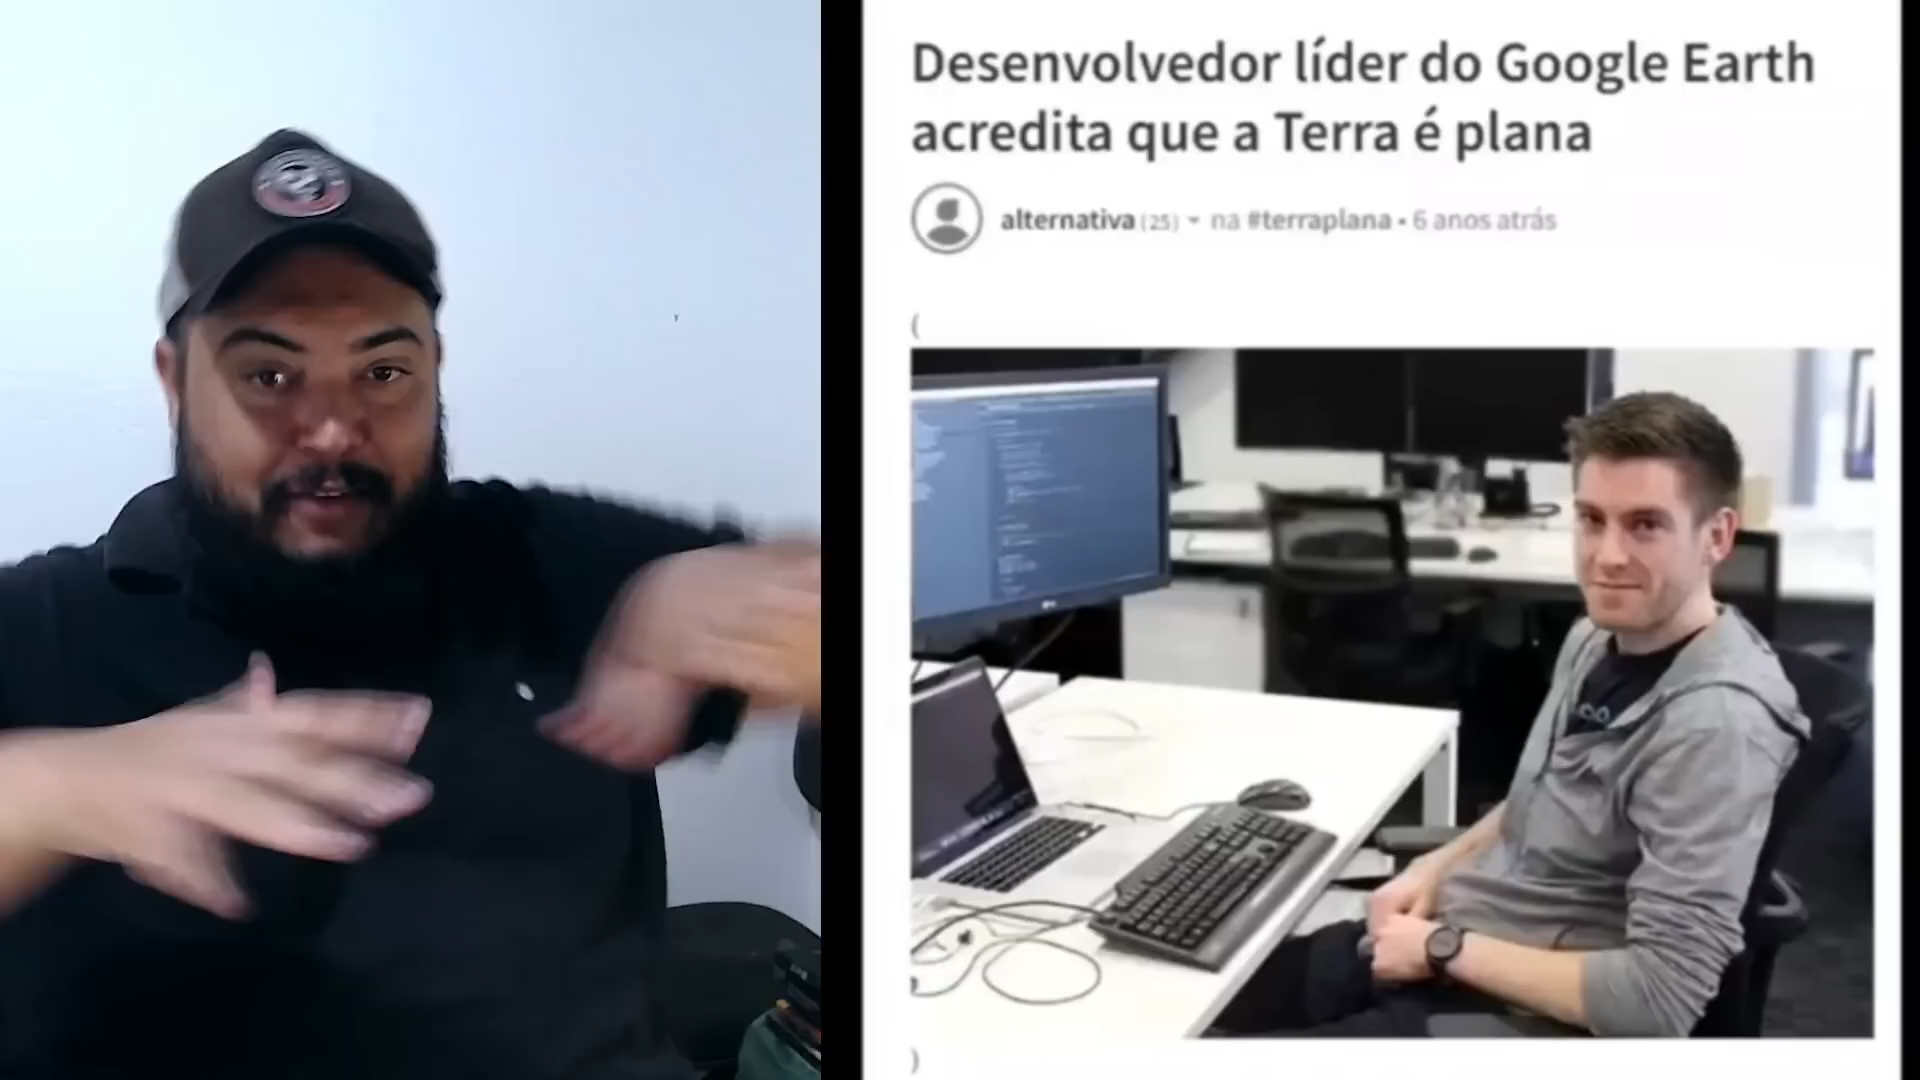 Desenvolvedor líder do Google Earth
acredita que a Terra é plana
alternativa (25) na #terraplana • 6 anos atrás
(
)